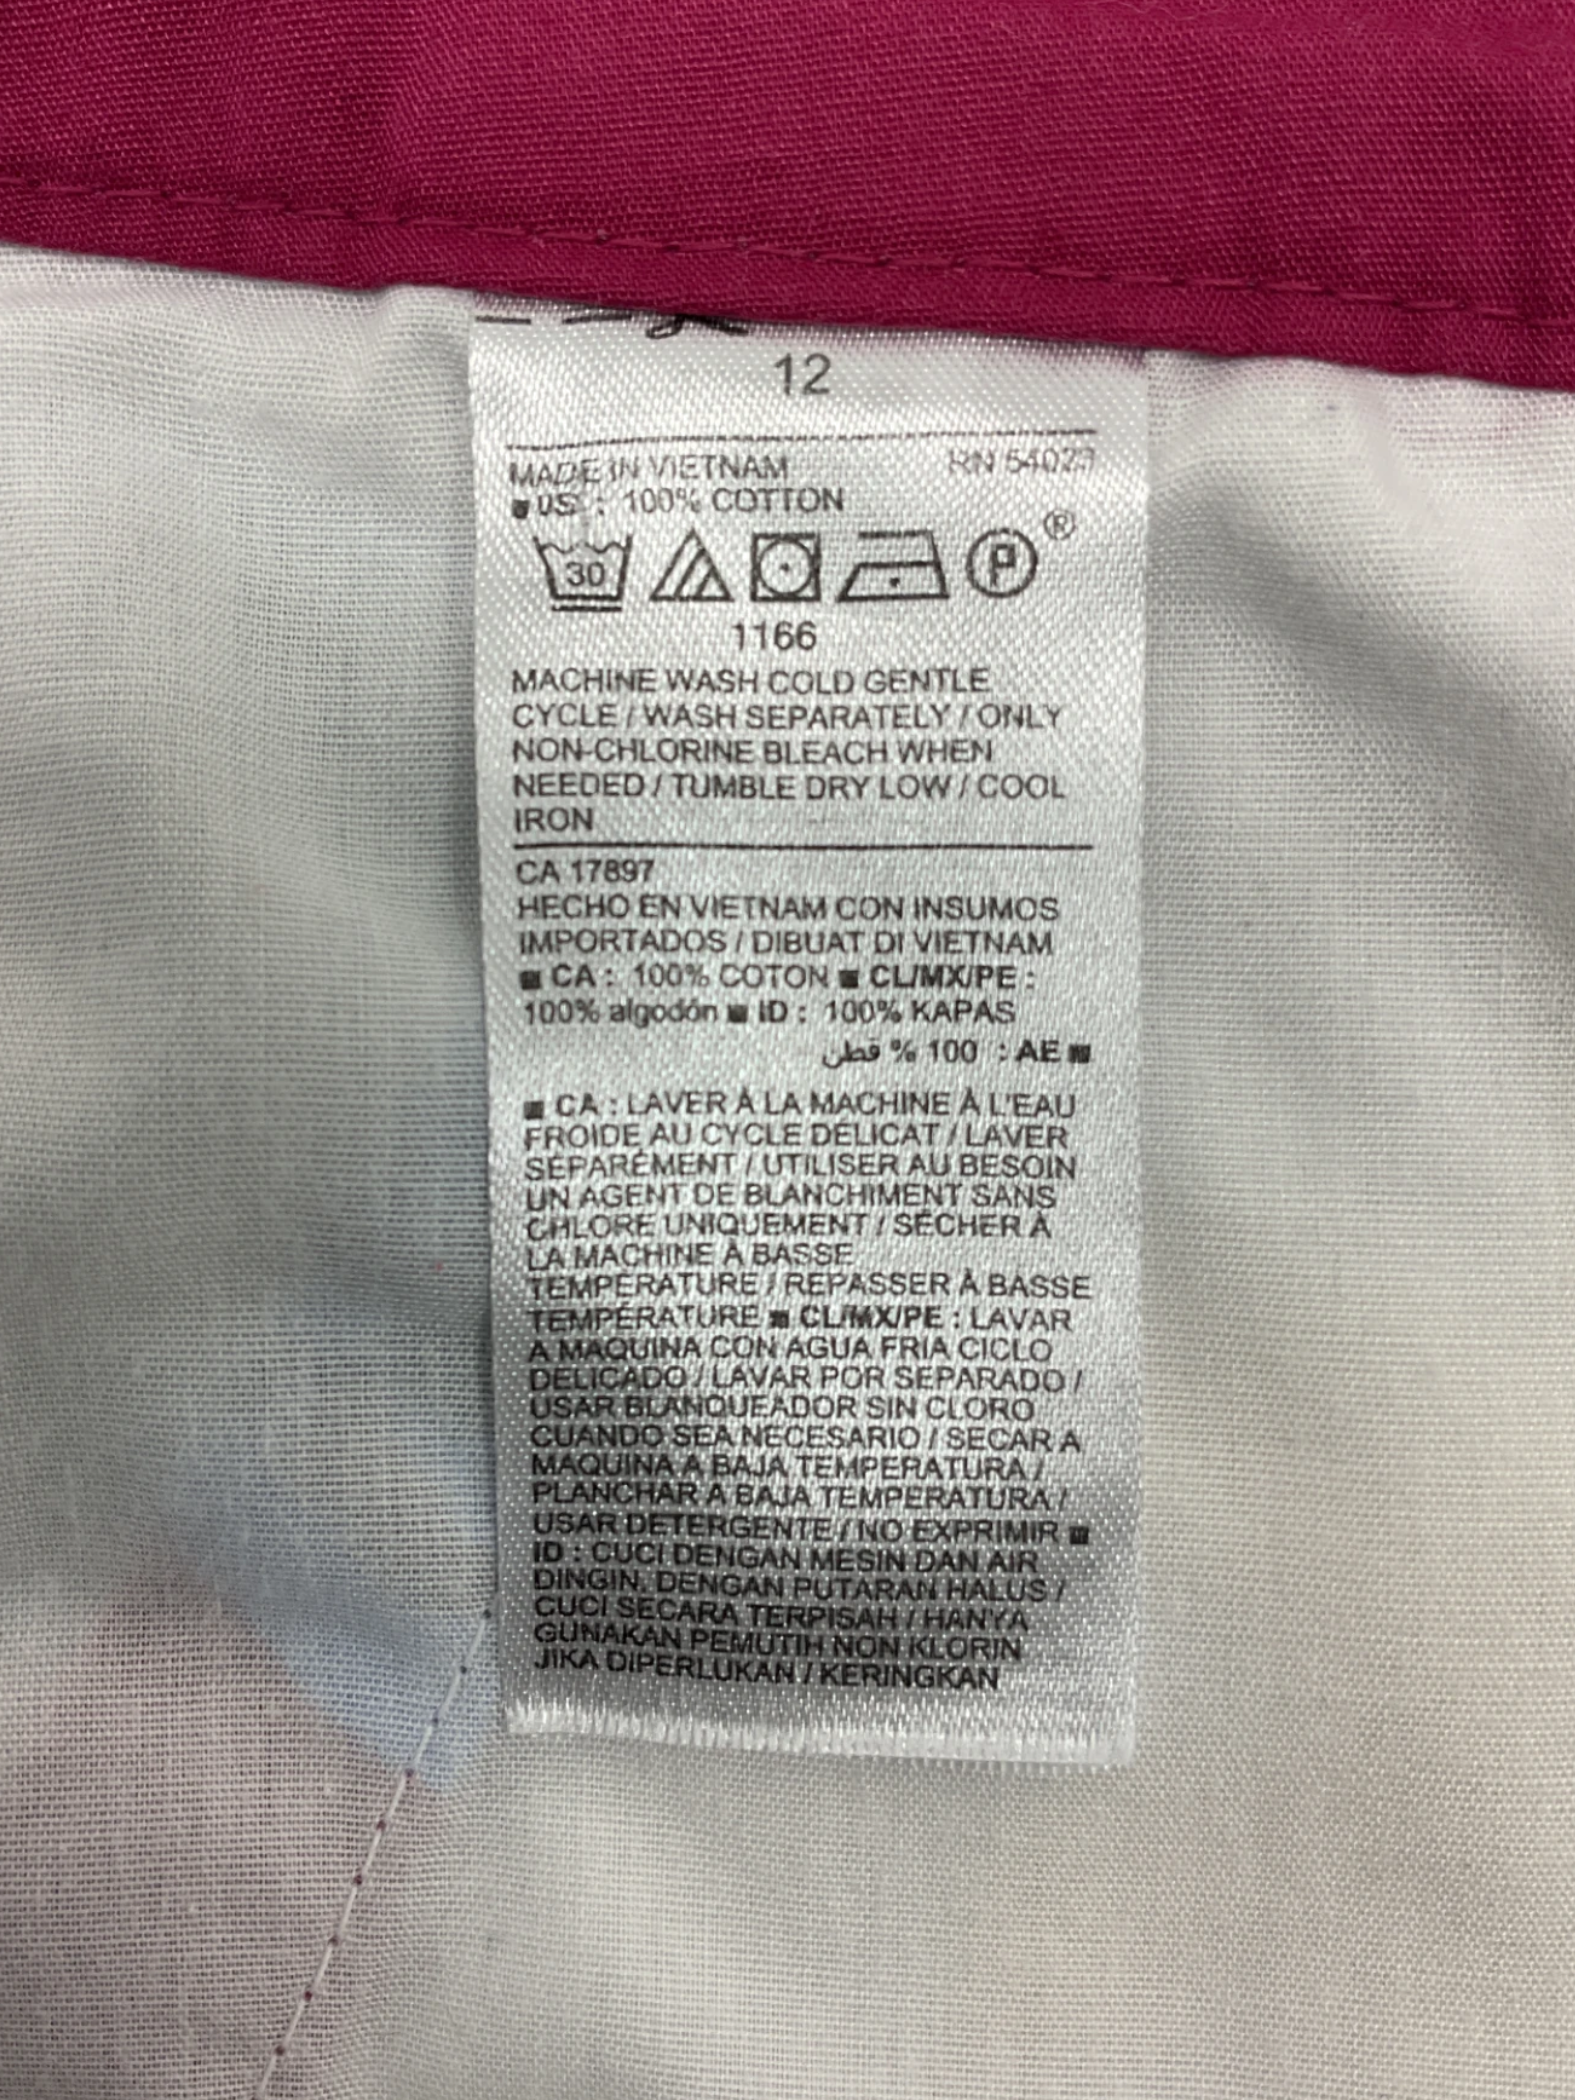 12
MADE IN VIETNAM RN 54023
■ US : 100% COTTON
30 P ®
1166
MACHINE WASH COLD GENTLE
CYCLE / WASH SEPARATELY / ONLY
NON-CHLORINE BLEACH WHEN
NEEDED / TUMBLE DRY LOW / COOL
IRON
CA 17897
HECHO EN VIETNAM CON INSUMOS
IMPORTADOS / DIBUAT DI VIETNAM
■ CA : 100% COTON ■ CL/MX/PE :
100% algodón ■ ID : 100% KAPAS
■ AE : 100 % قطن
■ CA : LAVER À LA MACHINE À L'EAU
FROIDE AU CYCLE DÉLICAT / LAVER
SÉPARÉMENT / UTILISER AU BESOIN
UN AGENT DE BLANCHIMENT SANS
CHLORE UNIQUEMENT / SÉCHER À
LA MACHINE À BASSE
TEMPÉRATURE / REPASSER À BASSE
TEMPÉRATURE ■ CL/MX/PE : LAVAR
A MAQUINA CON AGUA FRIA CICLO
DELICADO / LAVAR POR SEPARADO /
USAR BLANQUEADOR SIN CLORO
CUANDO SEA NECESARIO / SECAR A
MAQUINA A BAJA TEMPERATURA /
PLANCHAR A BAJA TEMPERATURA /
USAR DETERGENTE / NO EXPRIMIR ■
ID : CUCI DENGAN MESIN DAN AIR
DINGIN, DENGAN PUTARAN HALUS /
CUCI SECARA TERPISAH / HANYA
GUNAKAN PEMUTIH NON KLORIN
JIKA DIPERLUKAN / KERINGKAN